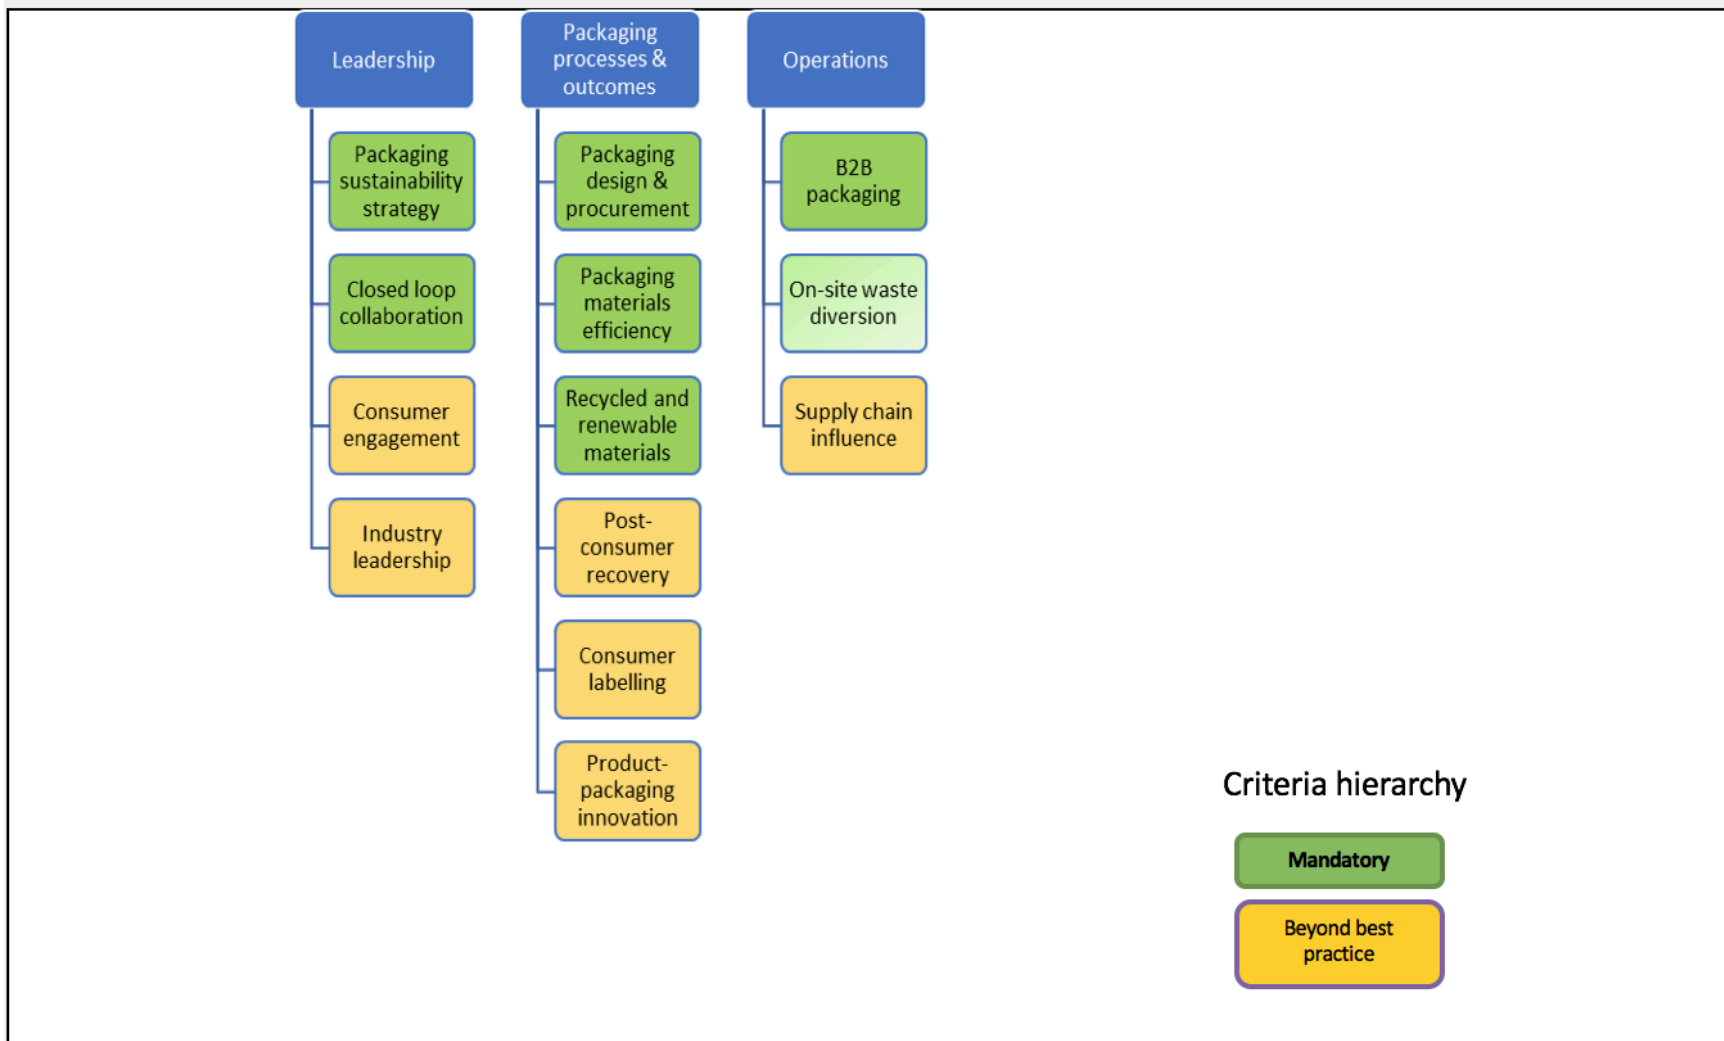 Leadership
Packaging
sustainability
strategy
Closed loop
collaboration
Consumer
engagement
Industry
leadership
Packaging
processes &
outcomes
Packaging
design &
procurement
Packaging
materials
efficiency
Recycled and
renewable
materials
Post-
consumer
recovery
Consumer
labelling
Product-
packaging
innovation
Operations
B2B
packaging
On-site waste
diversion
Supply chain
influence
Criteria hierarchy
Mandatory
Beyond best
practice